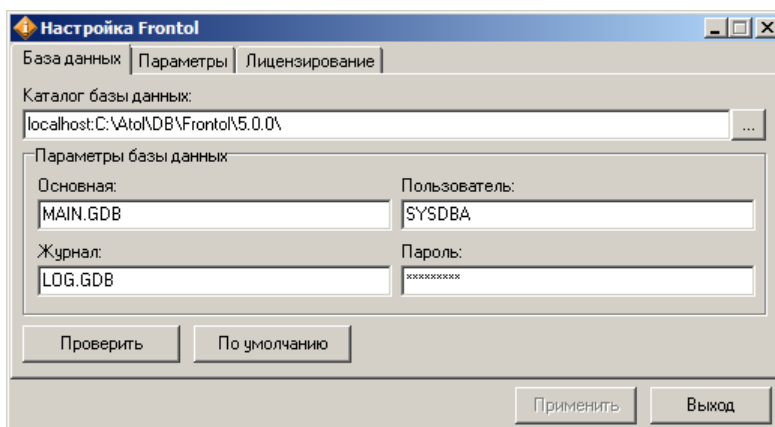 Настройка Frontol
База данных Параметры Лицензирование
Каталог базы данных:
localhost:C:\Atol\DB\Frontol\5.0.0\
...
Параметры базы данных
Основная: Пользователь:
MAIN.GDB SYSDBA
Журнал: Пароль:
LOG.GDB *********
Проверить По умолчанию
Применить Выход